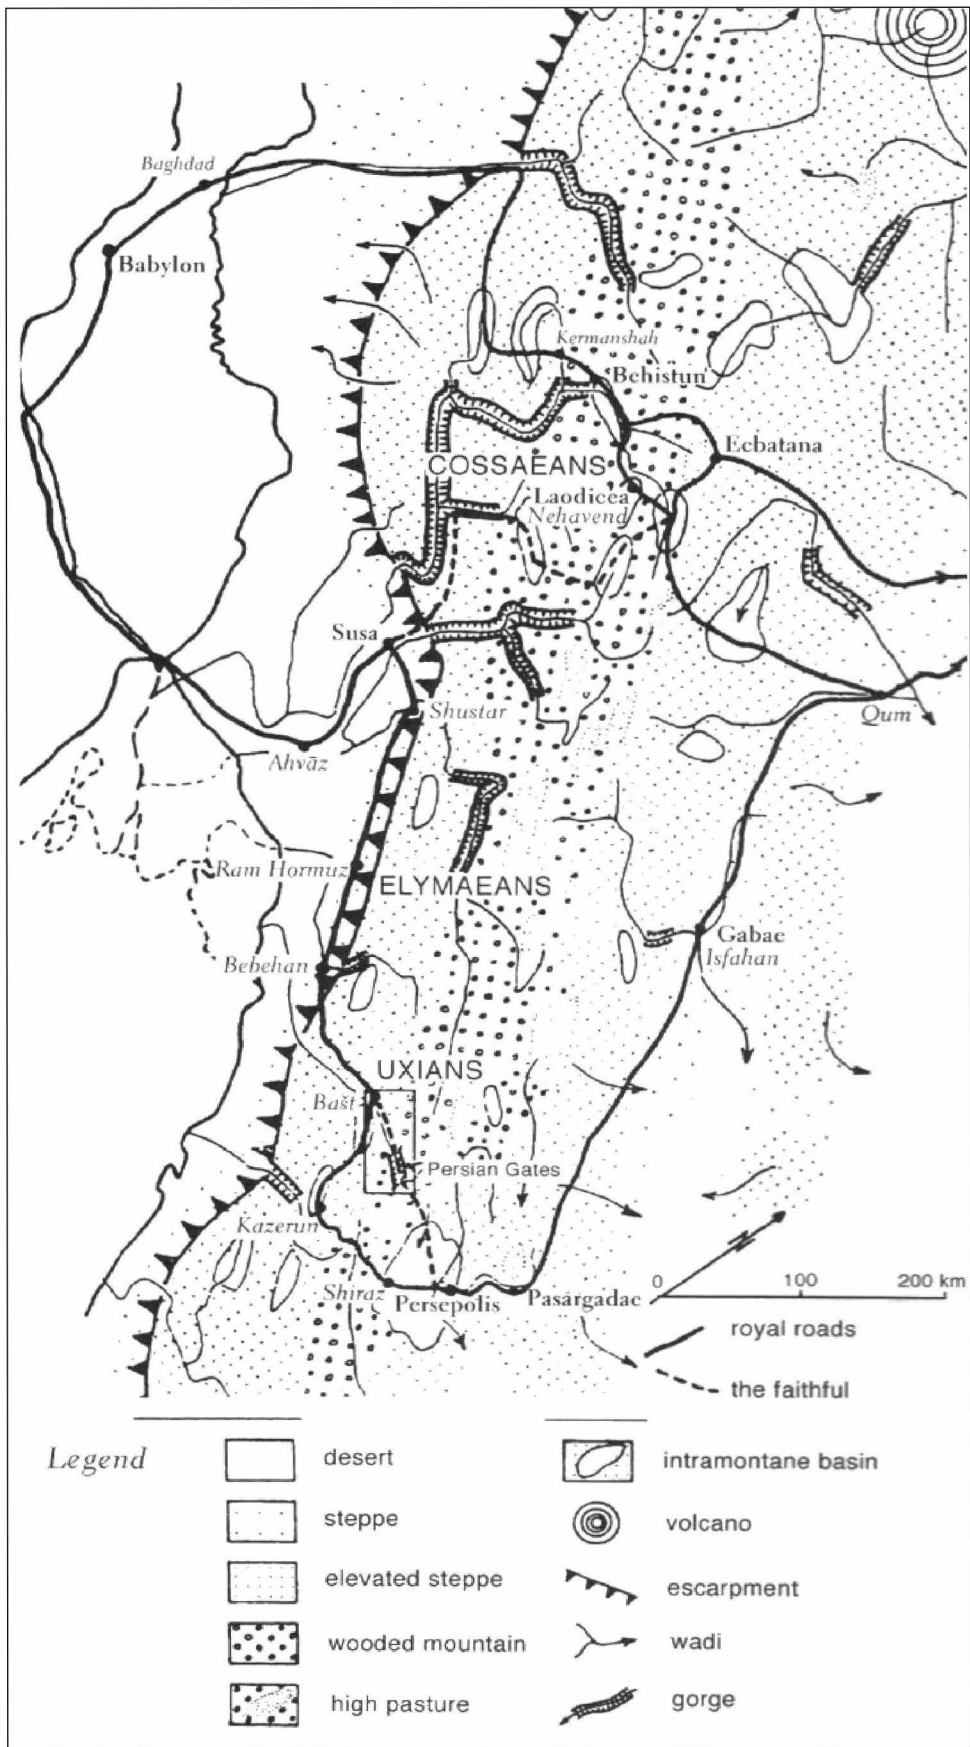 Baghdad
Babylon
Kermanshah
Behistun
Ecbatana
COSSAEANS
Laodicea
Nehavend
Susa
Shustar
Qum
Ahvāz
Ram Hormuz
ELYMAEANS
Gabae
Isfahan
Bebehan
UXIANS
Bašt
Persian Gates
Kazerun
Shiraz
Persepolis
Pasargadae
0 100 200 km
royal roads
the faithful
Legend
desert
steppe
elevated steppe
wooded mountain
high pasture
intramontane basin
volcano
escarpment
wadi
gorge